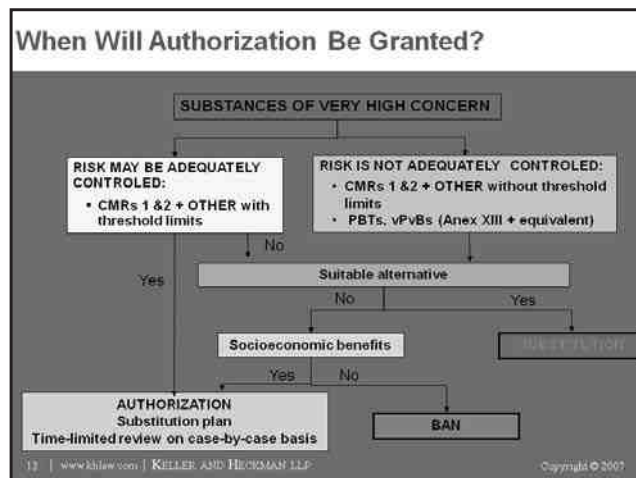 When Will Authorization Be Granted?
SUBSTANCES OF VERY HIGH CONCERN
RISK MAY BE ADEQUATELY
CONTROLED:
• CMRs 1 &2 + OTHER with
threshold limits
RISK IS NOT ADEQUATELY CONTROLED:
• CMRs 1 &2 + OTHER without threshold
limits
• PBTs, vPvBs (Anex XIII + equivalent)
No
Yes
Suitable alternative
No
Yes
Socioeconomic benefits
SUBSTITUTION
Yes
No
AUTHORIZATION
Substitution plan
Time-limited review on case-by-case basis
BAN
12 | www.khlaw.com | KELLER AND HECKMAN LLP
Copyright © 2007